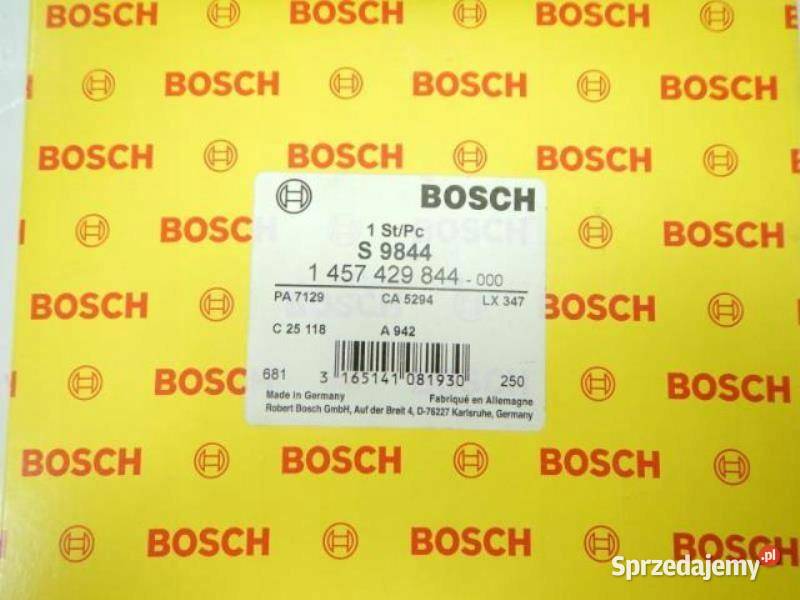 BOSCH BOSCH BOSCH
BOSCH BOSCH BOSCH
BOSCH BOSCH BOSCH
BOSCH BOSCH
BOSCH
1 St/Pc
S 9844
1 457 429 844 - 000
PA 7129 CA 5294 LX 347
C 25 118 A 942
681 3 165141 081930 250
Made in Germany Fabriqué en Allemagne
Robert Bosch GmbH, Auf der Breit 4, D-76227 Karlsruhe, Germany
BOSCH BOSCH
BOSCH BOSCH
BOSCH BOSCH BOSCH
BOSCH BOSCH BOSCH
Sprzedajemy.pl